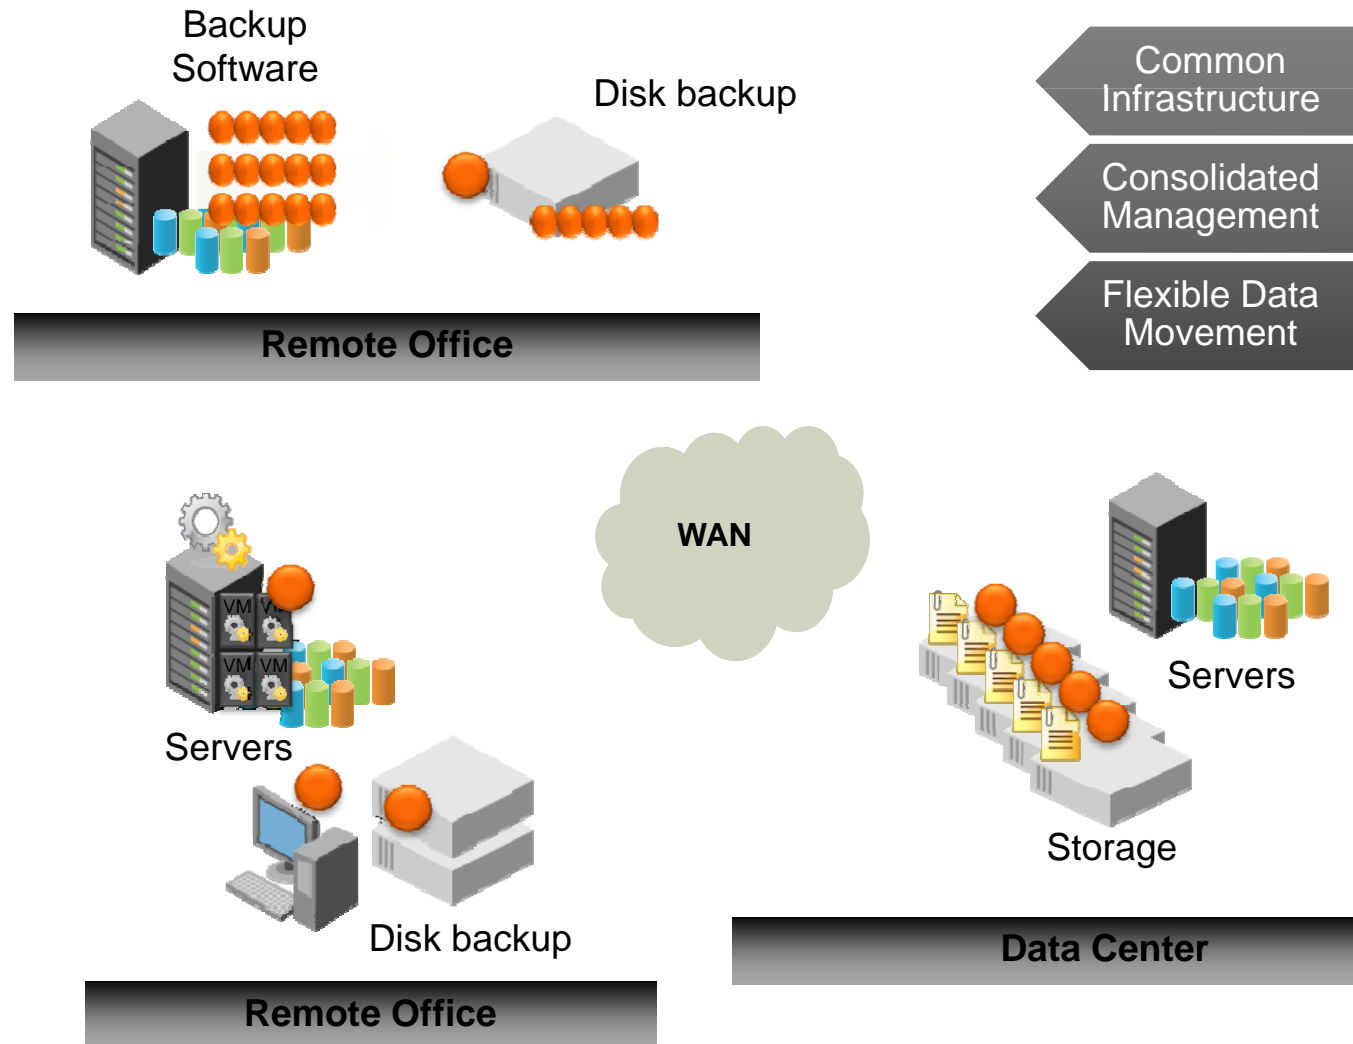 Backup
Software
Disk backup
Common
Infrastructure
Consolidated
Management
Flexible Data
Movement
Remote Office
WAN
VM VM
VM VM
Servers
Disk backup
Remote Office
Servers
Storage
Data Center